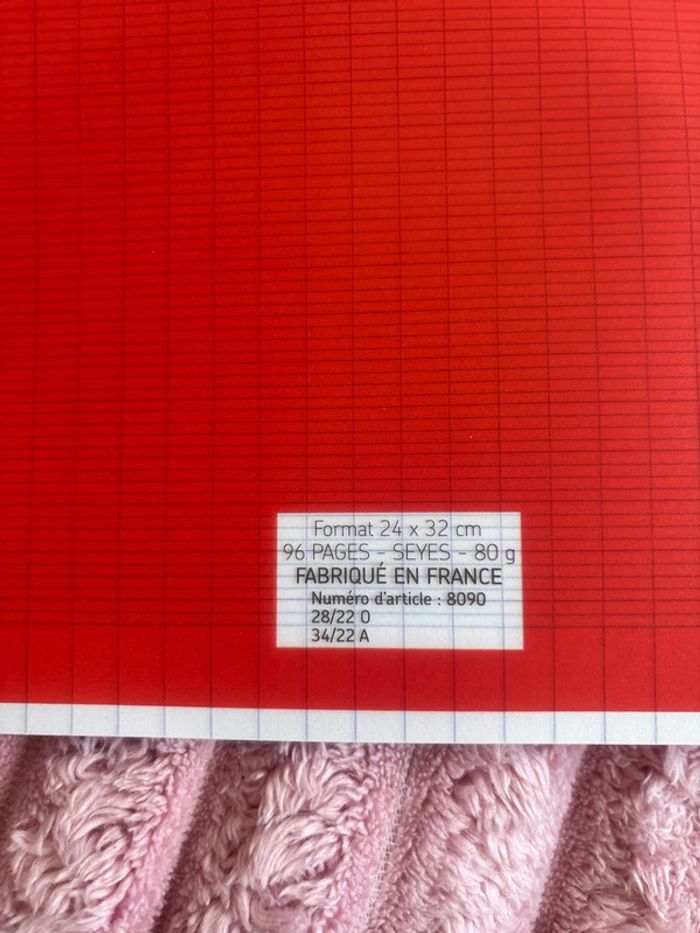 Format 24 x 32 cm
96 PAGES - SEYES - 80 g
FABRIQUÉ EN FRANCE
Numéro d'article : 8090
28/22 O
34/22 A